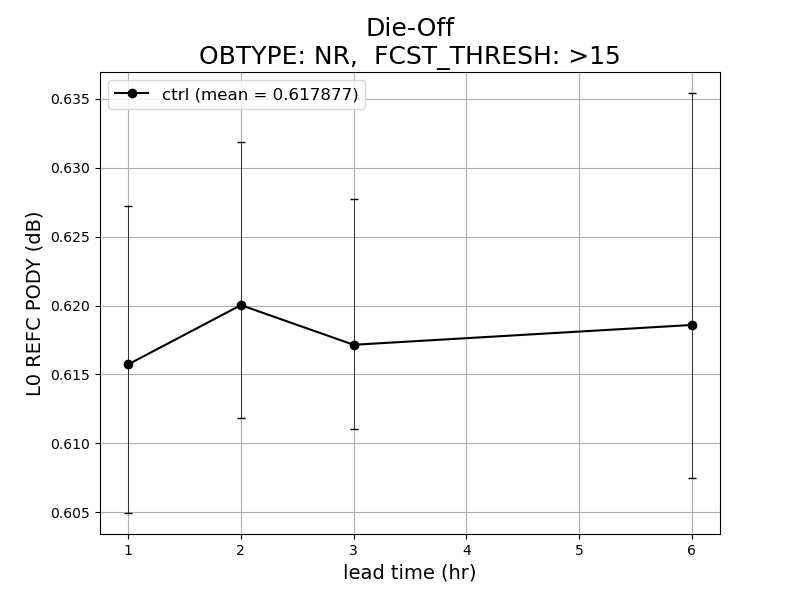 Die-Off
OBTYPE: NR,  FCST_THRESH: >15
ctrl (mean = 0.617877)
L0 REFC PODY (dB)
0.635
0.630
0.625
0.620
0.615
0.610
0.605
1 2 3 4 5 6
lead time (hr)